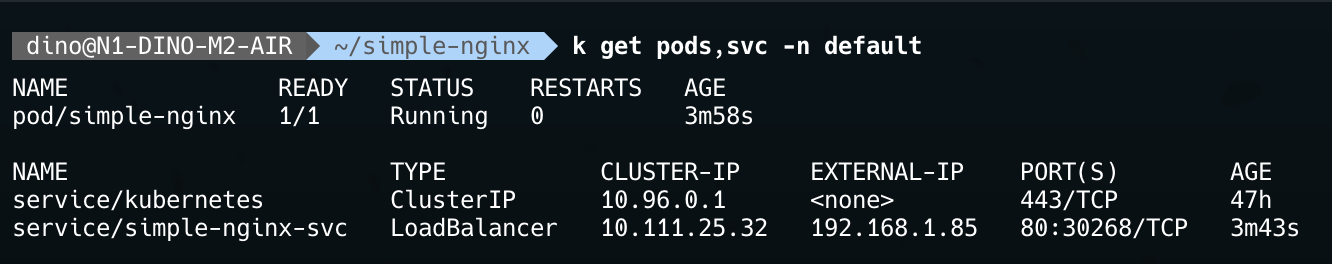 dino@N1-DINO-M2-AIR ~/simple-nginx k get pods,svc -n default
NAME READY STATUS RESTARTS AGE
pod/simple-nginx 1/1 Running 0 3m58s
NAME TYPE CLUSTER-IP EXTERNAL-IP PORT(S) AGE
service/kubernetes ClusterIP 10.96.0.1 <none> 443/TCP 47h
service/simple-nginx-svc LoadBalancer 10.111.25.32 192.168.1.85 80:30268/TCP 3m43s